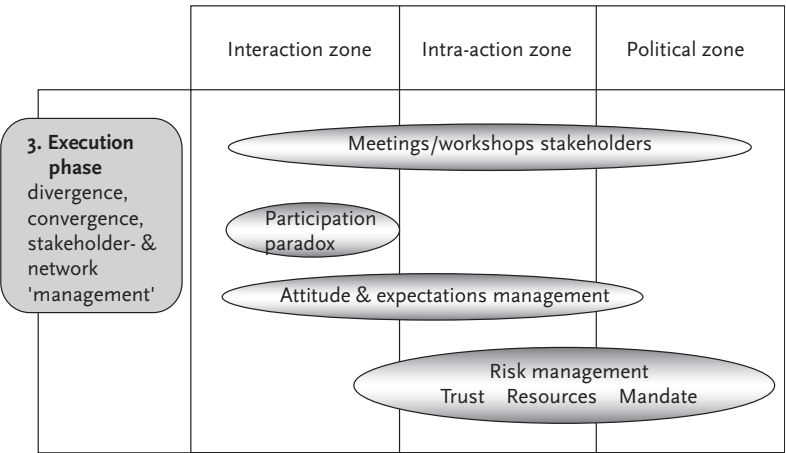 Interaction zone
Intra-action zone
Political zone
3. Execution
phase
divergence,
convergence,
stakeholder- &
network
'management'
Meetings/workshops stakeholders
Participation
paradox
Attitude & expectations management
Risk management
Trust Resources Mandate